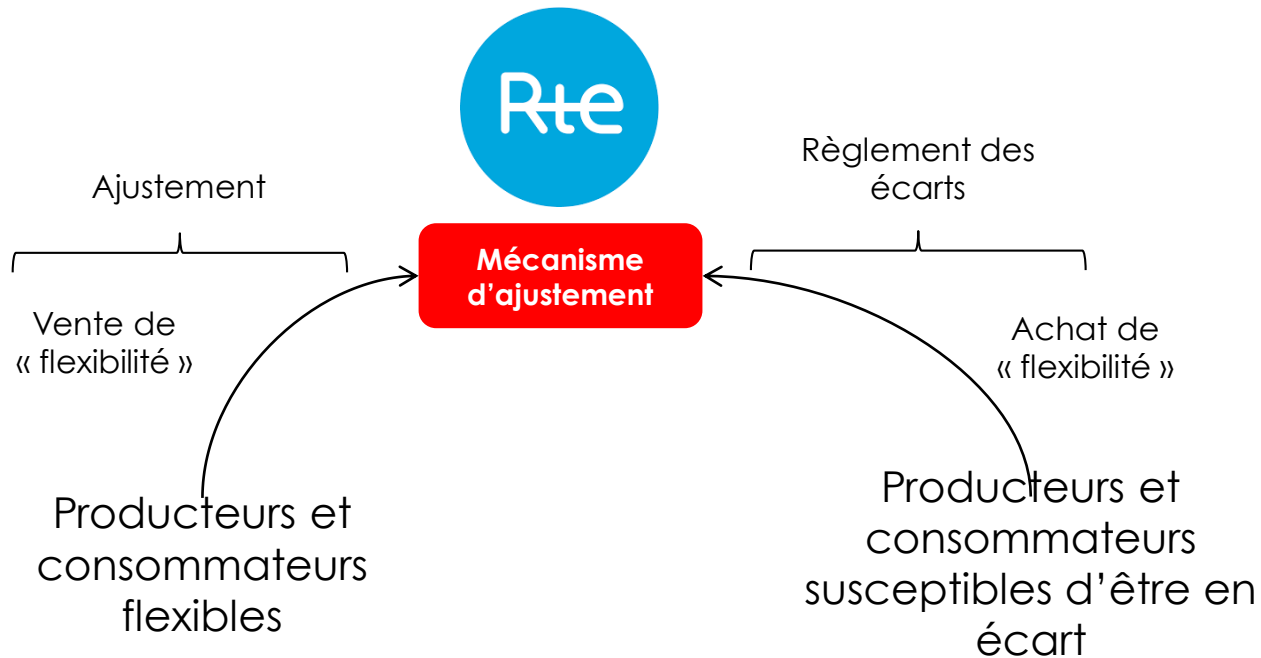 Rte
Ajustement
Règlement des
écarts
Mécanisme
d’ajustement
Vente de
« flexibilité »
Achat de
« flexibilité »
Producteurs et
consommateurs
flexibles
Producteurs et
consommateurs
susceptibles d’être en
écart